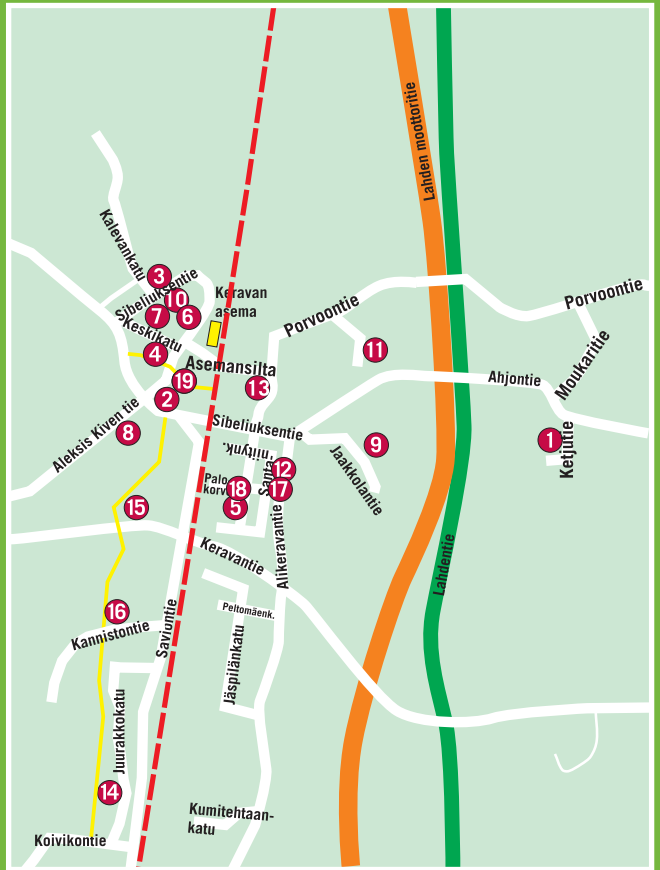 Lahden moottoritie
Kalevankatu
3
Sibeliuksentie
10
7
6
Keravan
asema
Porvoontie
Porvoontie
Keskikatu
4
11
Moukaritie
Asemansilta
19
13
Ahjontie
2
Aleksis Kiven tie
8
Sibeliuksentie
9
1
Ketjutie
Jaakkolantie
12
Santa-
niitynk.
Palo-
18
17
5
15
Alikeravantie
Keravantie
Lahdentie
16
Peltomäenk.
Kannistontie
Saviontie
Jäspilänkatu
Juurakkokatu
14
Kumitehtaan-
katu
Koivikontie